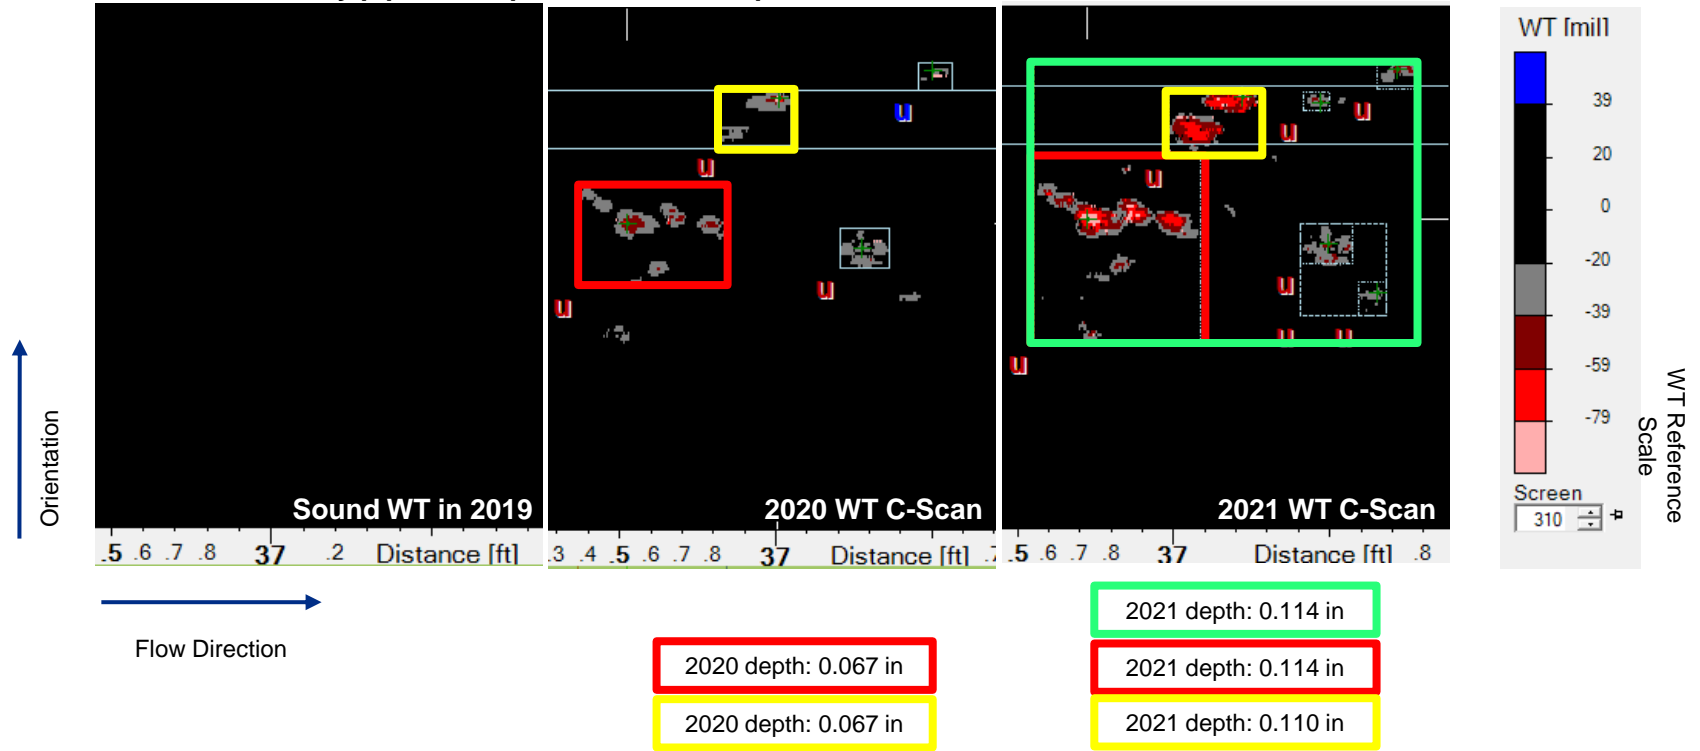 WT [mil]
39
20
0
-20
-39
-59
-79
Screen
310
WT Reference
Scale
Orientation
u
u
u
u
u
u
u
u
u
u
u
Sound WT in 2019
2020 WT C-Scan
2021 WT C-Scan
.5 .6 .7 .8 37 .2 Distance [ft]
.3 .4 .5 .6 .7 .8 37 Distance [ft] .7
.5 .6 .7 .8 37 Distance [ft] .8
Flow Direction
2020 depth: 0.067 in
2020 depth: 0.067 in
2021 depth: 0.114 in
2021 depth: 0.114 in
2021 depth: 0.110 in